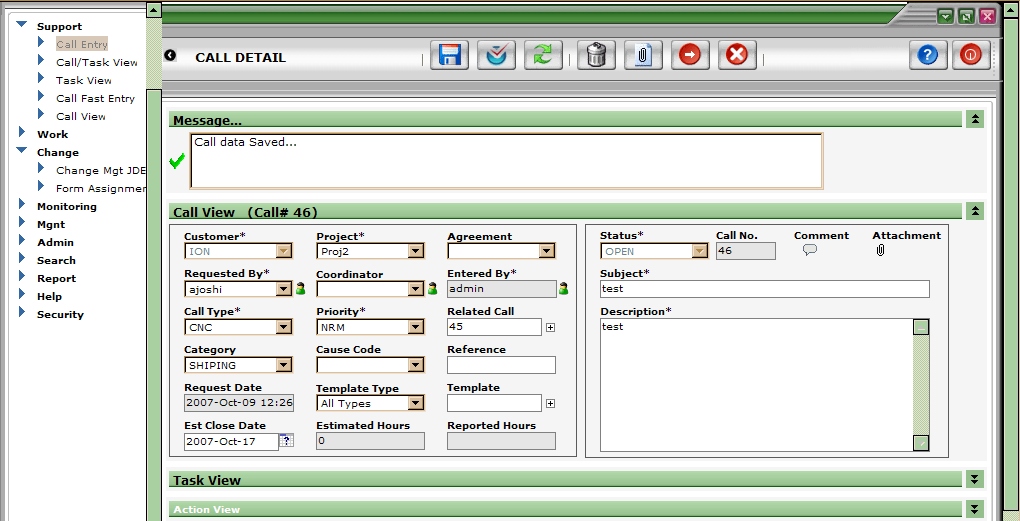 Support
Call Entry
Call/Task View
Task View
Call Fast Entry
Call View
Work
Change
Change Mgt JDE
Form Assignmer
Monitoring
Mgnt
Admin
Search
Report
Help
Security
CALL DETAIL
Message...
Call data Saved...
Call View (Call# 46)
Customer* Project* Agreement
ION Proj2
Requested By* Coordinator Entered By*
ajoshi admin
Call Type* Priority* Related Call
CNC NRM 45
Category Cause Code Reference
SHIPING
Request Date Template Type Template
2007-Oct-09 12:26 All Types
Est Close Date Estimated Hours Reported Hours
2007-Oct-17 0
Status* Call No. Comment Attachment
OPEN 46
Subject*
test
Description*
test
Task View
Action View